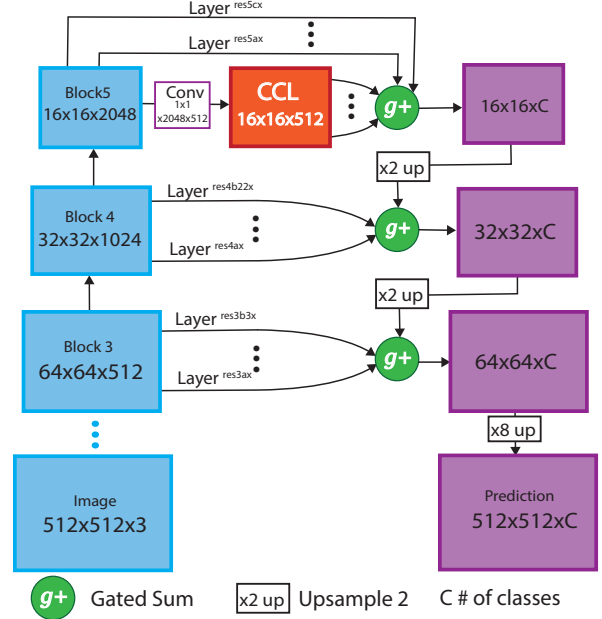 Layer res5cx
Layer res5ax
Block5
16x16x2048
Conv
1x1
x2048x512
CCL
16x16x512
g+
16x16xC
x2 up
Layer res4b22x
Block 4
32x32x1024
Layer res4ax
g+
32x32xC
x2 up
Layer res3b3x
Block 3
64x64x512
Layer res3ax
g+
64x64xC
x8 up
Image
512x512x3
Prediction
512x512xC
g+ Gated Sum
x2 up Upsample 2
C # of classes